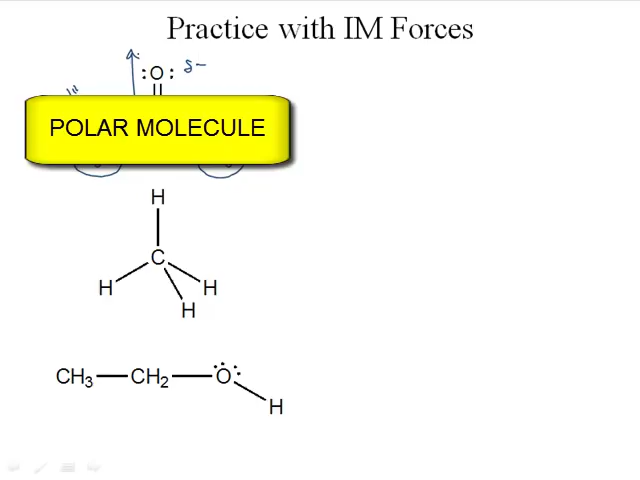 Practice with IM Forces
:O: δ-
POLAR MOLECULE
H
C
H H
H
CH₃ CH₂ O
H